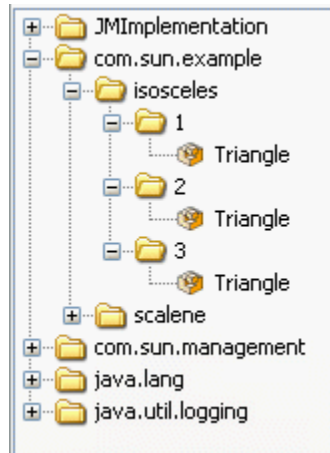 JMImplementation
com.sun.example
isosceles
1
Triangle
2
Triangle
3
Triangle
scalene
com.sun.management
java.lang
java.util.logging